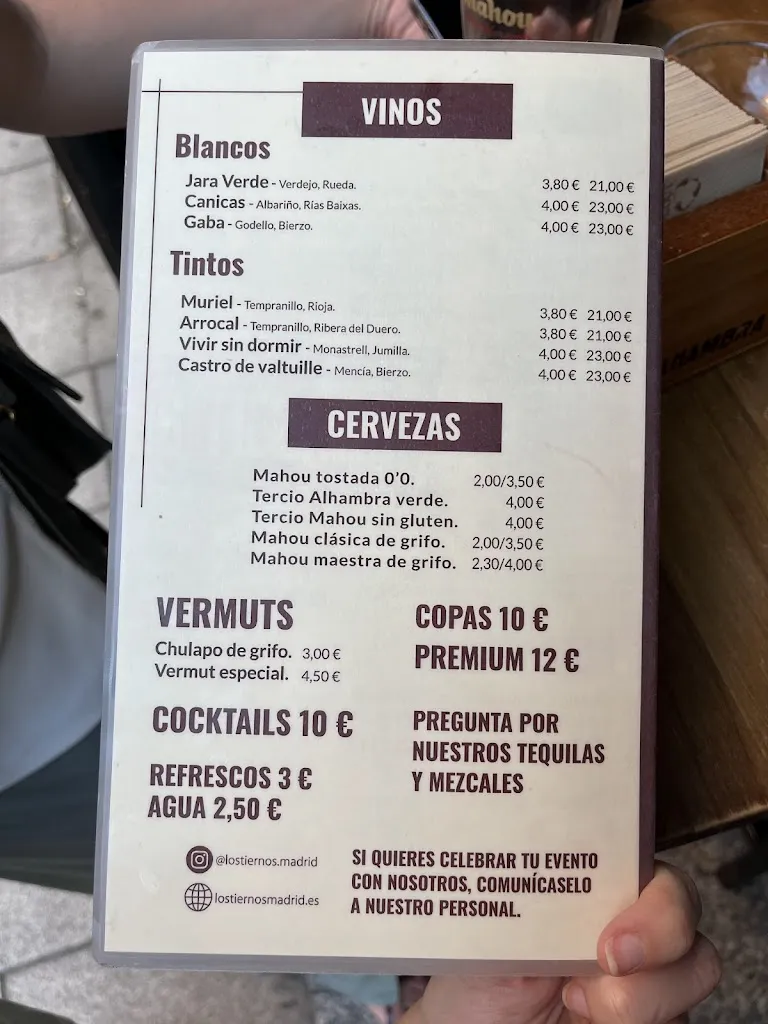 mahou
VINOS
Blancos
Jara Verde - Verdejo, Rueda. 3,80 € 21,00 €
Canicas - Albariño, Rías Baixas. 4,00 € 23,00 €
Gaba - Godello, Bierzo. 4,00 € 23,00 €
Tintos
Muriel - Tempranillo, Rioja. 3,80 € 21,00 €
Arrocal - Tempranillo, Ribera del Duero. 3,80 € 21,00 €
Vivir sin dormir - Monastrell, Jumilla. 4,00 € 23,00 €
Castro de valtuille - Mencía, Bierzo. 4,00 € 23,00 €
CERVEZAS
Mahou tostada 0'0. 2,00/3,50 €
Tercio Alhambra verde. 4,00 €
Tercio Mahou sin gluten. 4,00 €
Mahou clásica de grifo. 2,00/3,50 €
Mahou maestra de grifo. 2,30/4,00 €
VERMUTS
Chulapo de grifo. 3,00 €
Vermut especial. 4,50 €
COPAS 10 €
PREMIUM 12 €
COCKTAILS 10 €
REFRESCOS 3 €
AGUA 2,50 €
PREGUNTA POR
NUESTROS TEQUILAS
Y MEZCALES
@lostiernos.madrid
lostiernosmadrid.es
SI QUIERES CELEBRAR TU EVENTO
CON NOSOTROS, COMUNÍCASELO
A NUESTRO PERSONAL.